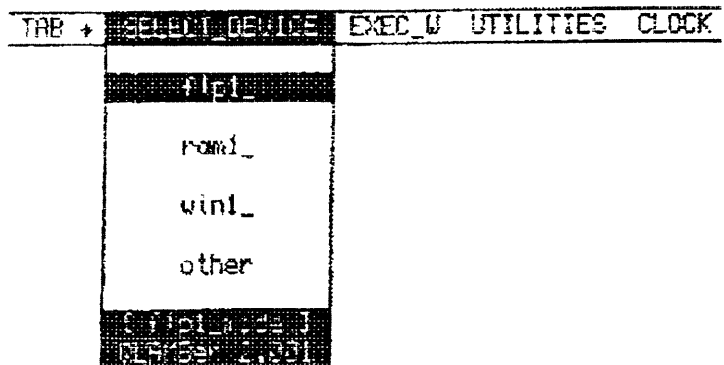 TAB + SELECT_DEVICE EXEC_W UTILITIES CLOCK
flp1_
ram1_
win1_
other